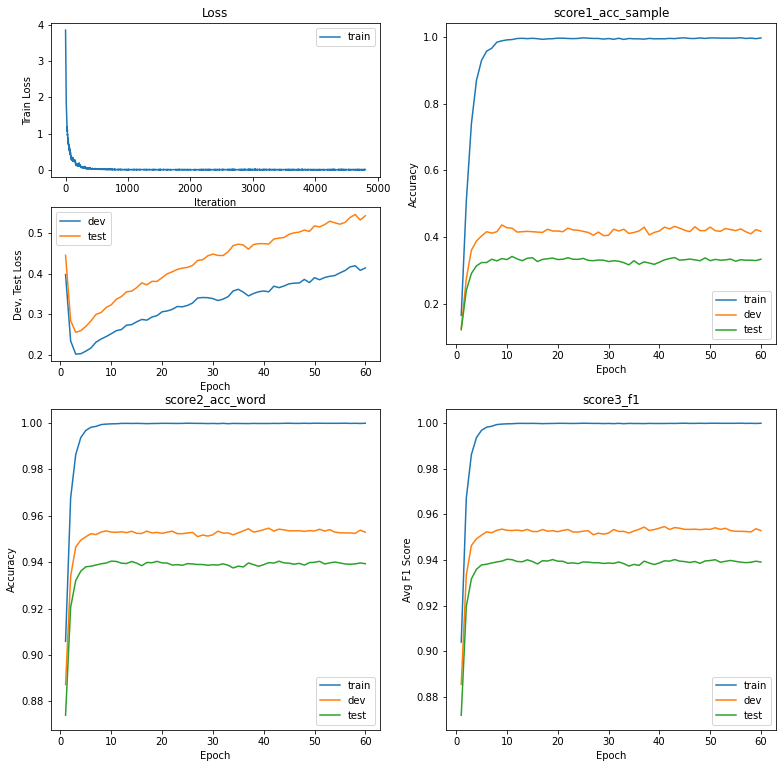 Loss
4
3
2
1
0
Train Loss
train
0 1000 2000 3000 4000 5000
Iteration
0.5
0.4
0.3
0.2
Dev, Test Loss
dev
test
0 10 20 30 40 50 60
Epoch
score1_acc_sample
1.0
0.8
0.6
0.4
0.2
Accuracy
train
dev
test
0 10 20 30 40 50 60
Epoch
score2_acc_word
1.00
0.98
0.96
0.94
0.92
0.90
0.88
Accuracy
train
dev
test
0 10 20 30 40 50 60
Epoch
score3_f1
1.00
0.98
0.96
0.94
0.92
0.90
0.88
Avg F1 Score
train
dev
test
0 10 20 30 40 50 60
Epoch